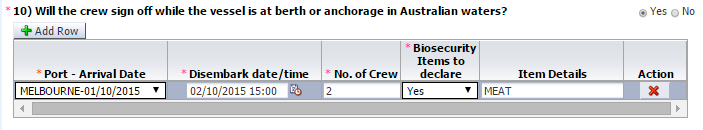 * 10) Will the crew sign off while the vessel is at berth or anchorage in Australian waters? Yes No
Add Row
* Port - Arrival Date * Disembark date/time * No. of Crew * Biosecurity Items to declare Item Details Action
MELBOURNE-01/10/2015 02/10/2015 15:00 2 Yes MEAT